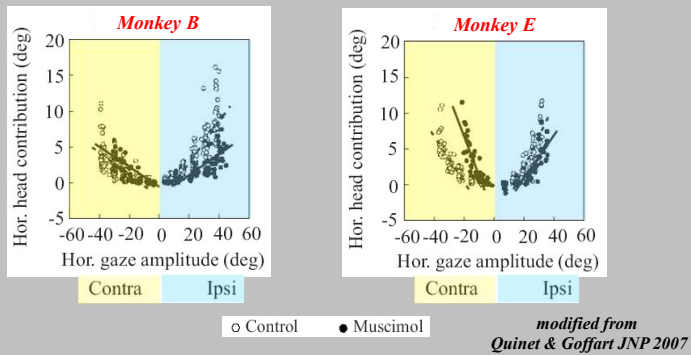 Monkey B
Hor. head contribution (deg)
20
15
10
5
0
-5
-60 -40 -20 0 20 40 60
Hor. gaze amplitude (deg)
Contra Ipsi
Monkey E
Hor. head contribution (deg)
20
15
10
5
0
-5
-60 -40 -20 0 20 40 60
Hor. gaze amplitude (deg)
Contra Ipsi
Control Muscimol
modified from
Quinet & Goffart JNP 2007